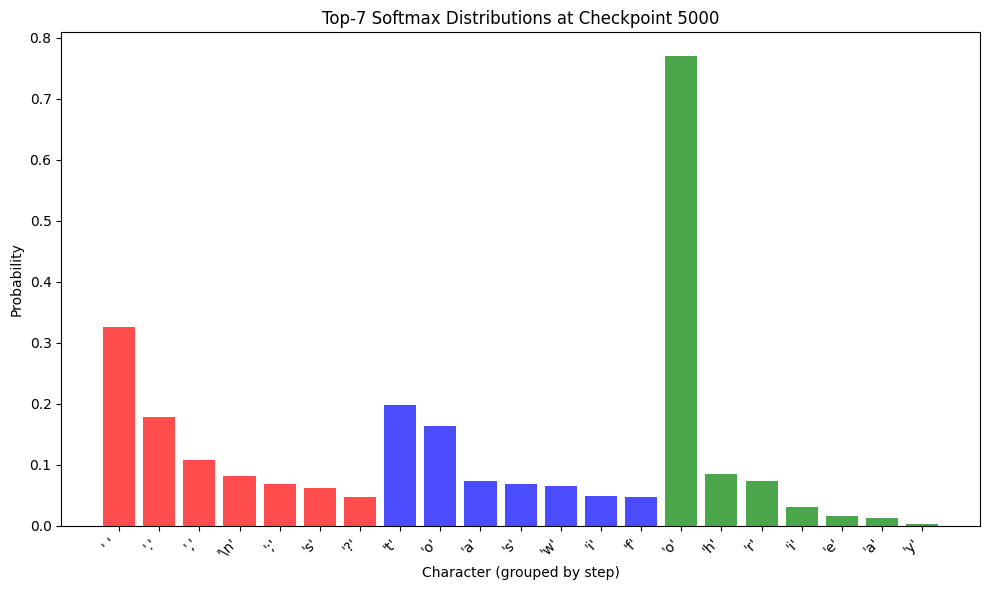 Top-7 Softmax Distributions at Checkpoint 5000
Probability
0.8
0.7
0.6
0.5
0.4
0.3
0.2
0.1
0.0
' ' '.' ',' '\n' ';' 's' '?' 't' 'o' 'a' 's' 'w' 'i' 'f' 'o' 'h' 'r' 'i' 'e' 'a' 'y'
Character (grouped by step)